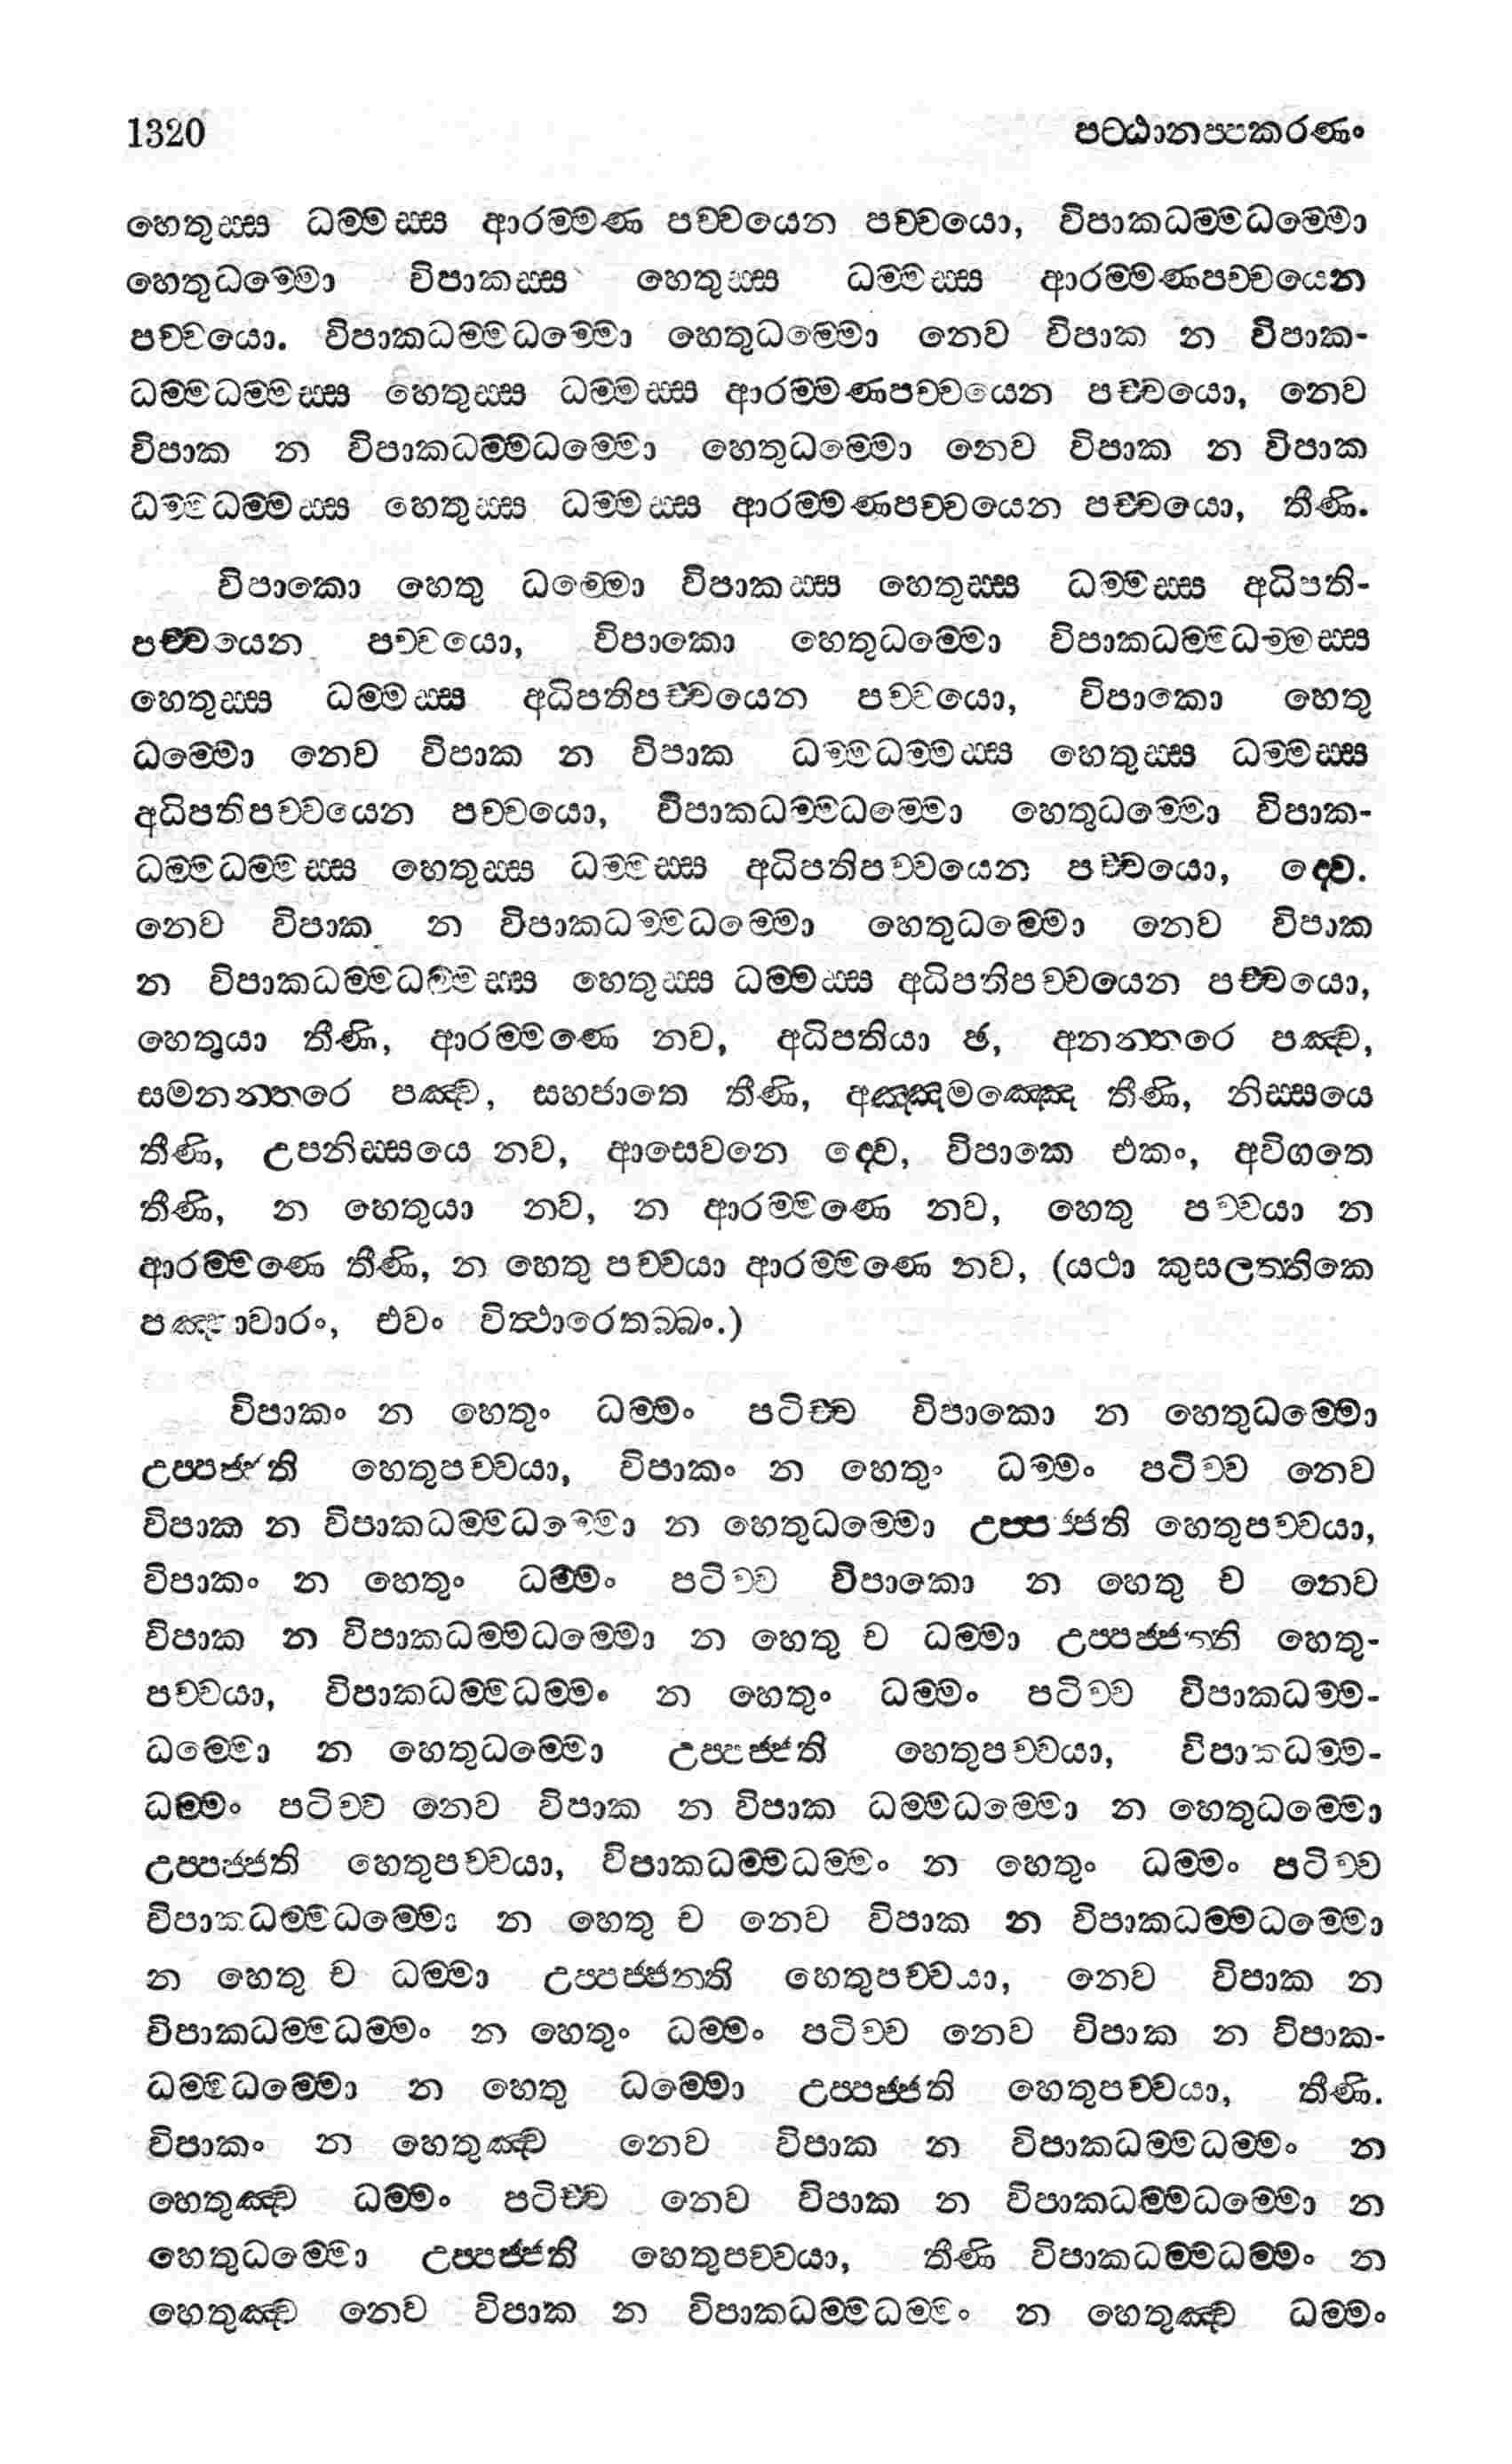 1320 පට්ඨානප්පකරණං
හෙතුස්ස ධම්මස්ස ආරම්මණ පච්චයෙන පච්චයො, විපාකධම්මධම්මො
හෙතුධම්මො විපාකස්ස හෙතුස්ස ධම්මස්ස ආරම්මණපච්චයෙන
පච්චයො. විපාකධම්මධම්මො හෙතුධම්මො නෙව විපාක න විපාක-
ධම්මධම්මස්ස හෙතුස්ස ධම්මස්ස ආරම්මණපච්චයෙන පච්චයො, නෙව
විපාක න විපාකධම්මධම්මො හෙතුධම්මො නෙව විපාක න විපාක
ධම්මධම්මස්ස හෙතුස්ස ධම්මස්ස ආරම්මණපච්චයෙන පච්චයො, තීණි.
විපාකො හෙතු ධම්මො විපාකස්ස හෙතුස්ස ධම්මස්ස අධිපති-
පච්චයෙන පච්චයො, විපාකො හෙතුධම්මො විපාකධම්මධම්මස්ස
හෙතුස්ස ධම්මස්ස අධිපතිපච්චයෙන පච්චයො, විපාකො හෙතු
ධම්මො නෙව විපාක න විපාක ධම්මධම්මස්ස හෙතුස්ස ධම්මස්ස
අධිපතිපච්චයෙන පච්චයො, විපාකධම්මධම්මො හෙතුධම්මො විපාක-
ධම්මධම්මස්ස හෙතුස්ස ධම්මස්ස අධිපතිපච්චයෙන පච්චයො, ද්වෙ.
නෙව විපාක න විපාකධම්මධම්මො හෙතුධම්මො නෙව විපාක
න විපාකධම්මධම්මස්ස හෙතුස්ස ධම්මස්ස අධිපතිපච්චයෙන පච්චයො,
හෙතුයා තීණි, ආරම්මණෙ නව, අධිපතියා ඡ, අනන්තරෙ පඤ්ච,
සමනන්තරෙ පඤ්ච, සහජාතෙ තීණි, අඤ්ඤමඤ්ඤෙ තීණි, නිස්සයෙ
තීණි, උපනිස්සයෙ නව, ආසෙවනෙ ද්වෙ, විපාකෙ එකං, අවිගතෙ
තීණි, න හෙතුයා නව, න ආරම්මණෙ නව, හෙතු පච්චයා න
ආරම්මණෙ තීණි, න හෙතු පච්චයා ආරම්මණෙ නව, (යථා කුසලත්තිකෙ
පඤ්හාවාරං, එවං විත්ථාරෙතබ්බං.)
විපාකං න හෙතුං ධම්මං පටිච්ච විපාකො න හෙතුධම්මො
උප්පජ්ජති හෙතුපච්චයා, විපාකං න හෙතුං ධම්මං පටිච්ච නෙව
විපාක න විපාකධම්මධම්මො න හෙතුධම්මො උප්පජ්ජති හෙතුපච්චයා,
විපාකං න හෙතුං ධම්මං පටිච්ච විපාකො න හෙතු ච නෙව
විපාක න විපාකධම්මධම්මො න හෙතු ච ධම්මා උප්පජ්ජන්ති හෙතු-
පච්චයා, විපාකධම්මධම්මං න හෙතුං ධම්මං පටිච්ච විපාකධම්ම-
ධම්මො න හෙතුධම්මො උප්පජ්ජති හෙතුපච්චයා, විපාකධම්ම-
ධම්මං පටිච්ච නෙව විපාක න විපාක ධම්මධම්මො න හෙතුධම්මො
උප්පජ්ජති හෙතුපච්චයා, විපාකධම්මධම්මං න හෙතුං ධම්මං පටිච්ච
විපාකධම්මධම්මො න හෙතු ච නෙව විපාක න විපාකධම්මධම්මො
න හෙතු ච ධම්මා උප්පජ්ජන්ති හෙතුපච්චයා, නෙව විපාක න
විපාකධම්මධම්මං න හෙතුං ධම්මං පටිච්ච නෙව විපාක න විපාක-
ධම්මධම්මො න හෙතු ධම්මො උප්පජ්ජති හෙතුපච්චයා, තීණි.
විපාකං න හෙතුඤ්ච නෙව විපාක න විපාකධම්මධම්මං න
හෙතුඤ්ච ධම්මං පටිච්ච නෙව විපාක න විපාකධම්මධම්මො න
හෙතුධම්මො උප්පජ්ජති හෙතුපච්චයා, තීණි විපාකධම්මධම්මං න
හෙතුඤ්ච නෙව විපාක න විපාකධම්මධම්මං න හෙතුඤ්ච ධම්මං